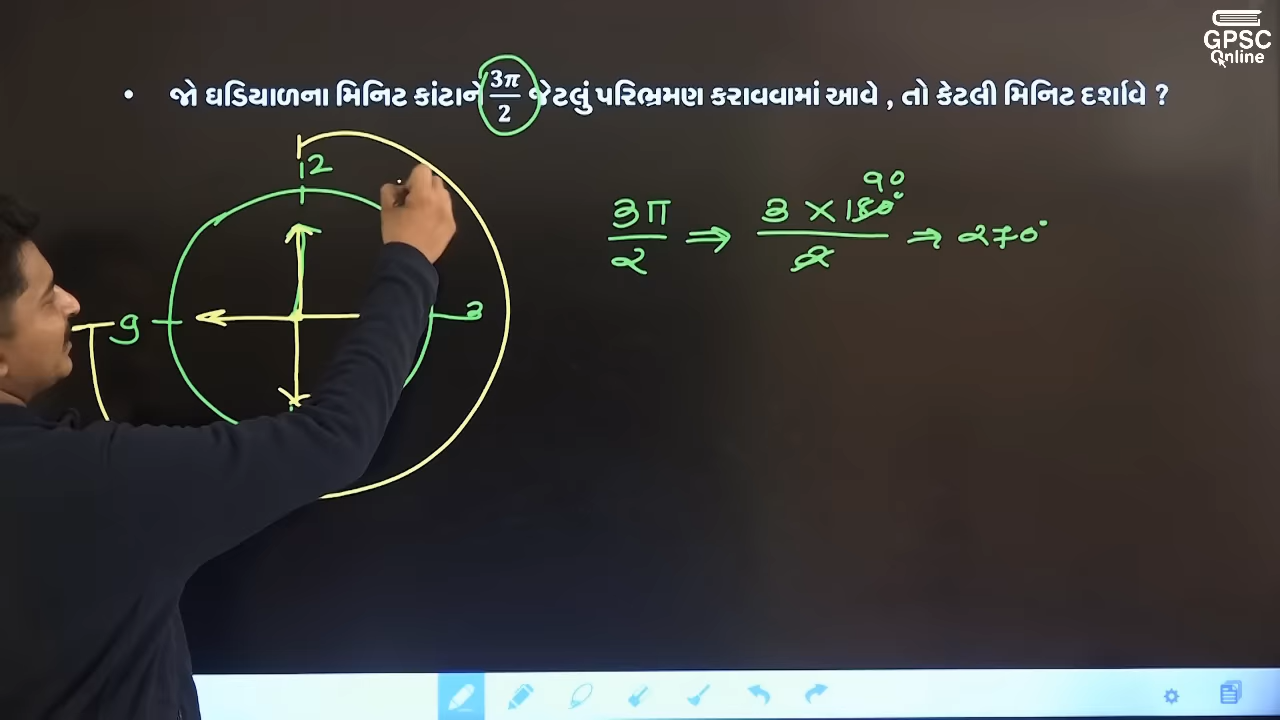 GPSC
Online
• જો ઘડિયાળના મિનિટ કાંટાને 3π/2 જેટલું પરિભ્રમણ કરાવવામાં આવે , તો કેટલી મિનિટ દર્શાવે ?
12
90
3π/2 ⇒ 3 × 180°/2 ⇒ ૨૭૦°
9
3